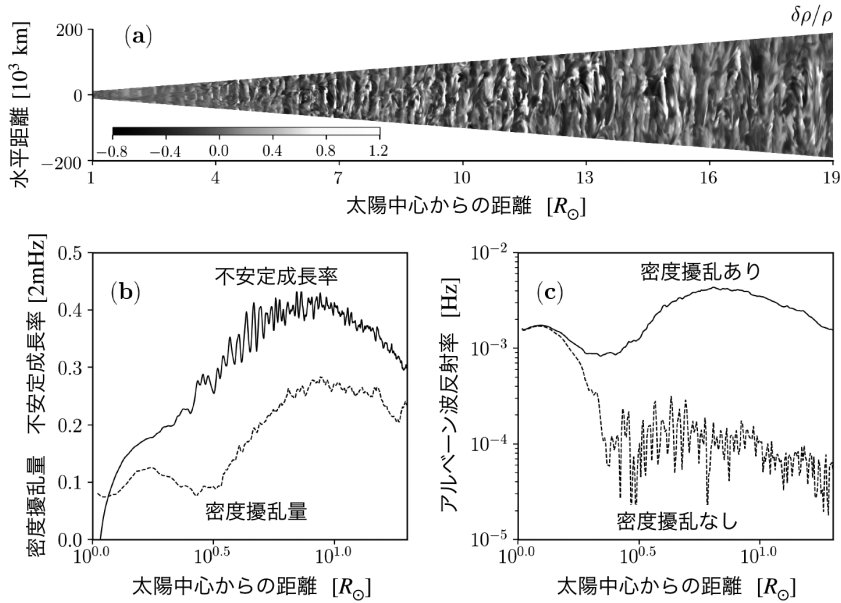 (a)
δρ/ρ
水平距離 [10³ km]
200
0
−200
−0.8 −0.4 0.0 0.4 0.8 1.2
1 4 7 10 13 16 19
太陽中心からの距離 [R⊙]
(b)
不安定成長率
密度擾乱量
密度擾乱量 不安定成長率 [2mHz]
0.5
0.4
0.3
0.2
0.1
0.0
10^0.0 10^0.5 10^1.0
太陽中心からの距離 [R⊙]
(c)
密度擾乱あり
密度擾乱なし
アルベーン波反射率 [Hz]
10⁻²
10⁻³
10⁻⁴
10⁻⁵
10^0.0 10^0.5 10^1.0
太陽中心からの距離 [R⊙]